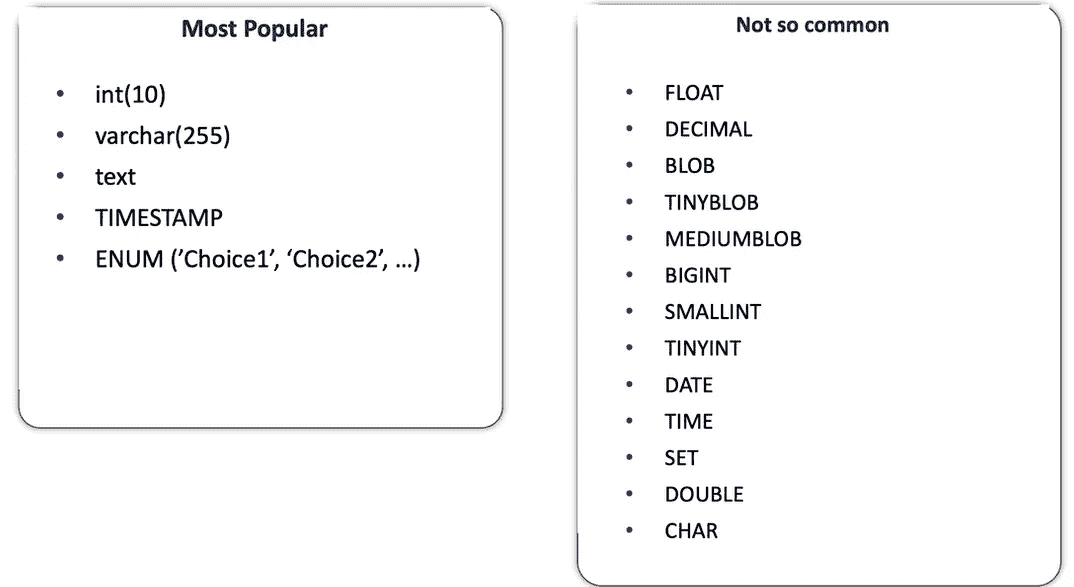 Most Popular
• int(10)
• varchar(255)
• text
• TIMESTAMP
• ENUM (’Choice1’, ‘Choice2’, …)
Not so common
• FLOAT
• DECIMAL
• BLOB
• TINYBLOB
• MEDIUMBLOB
• BIGINT
• SMALLINT
• TINYINT
• DATE
• TIME
• SET
• DOUBLE
• CHAR